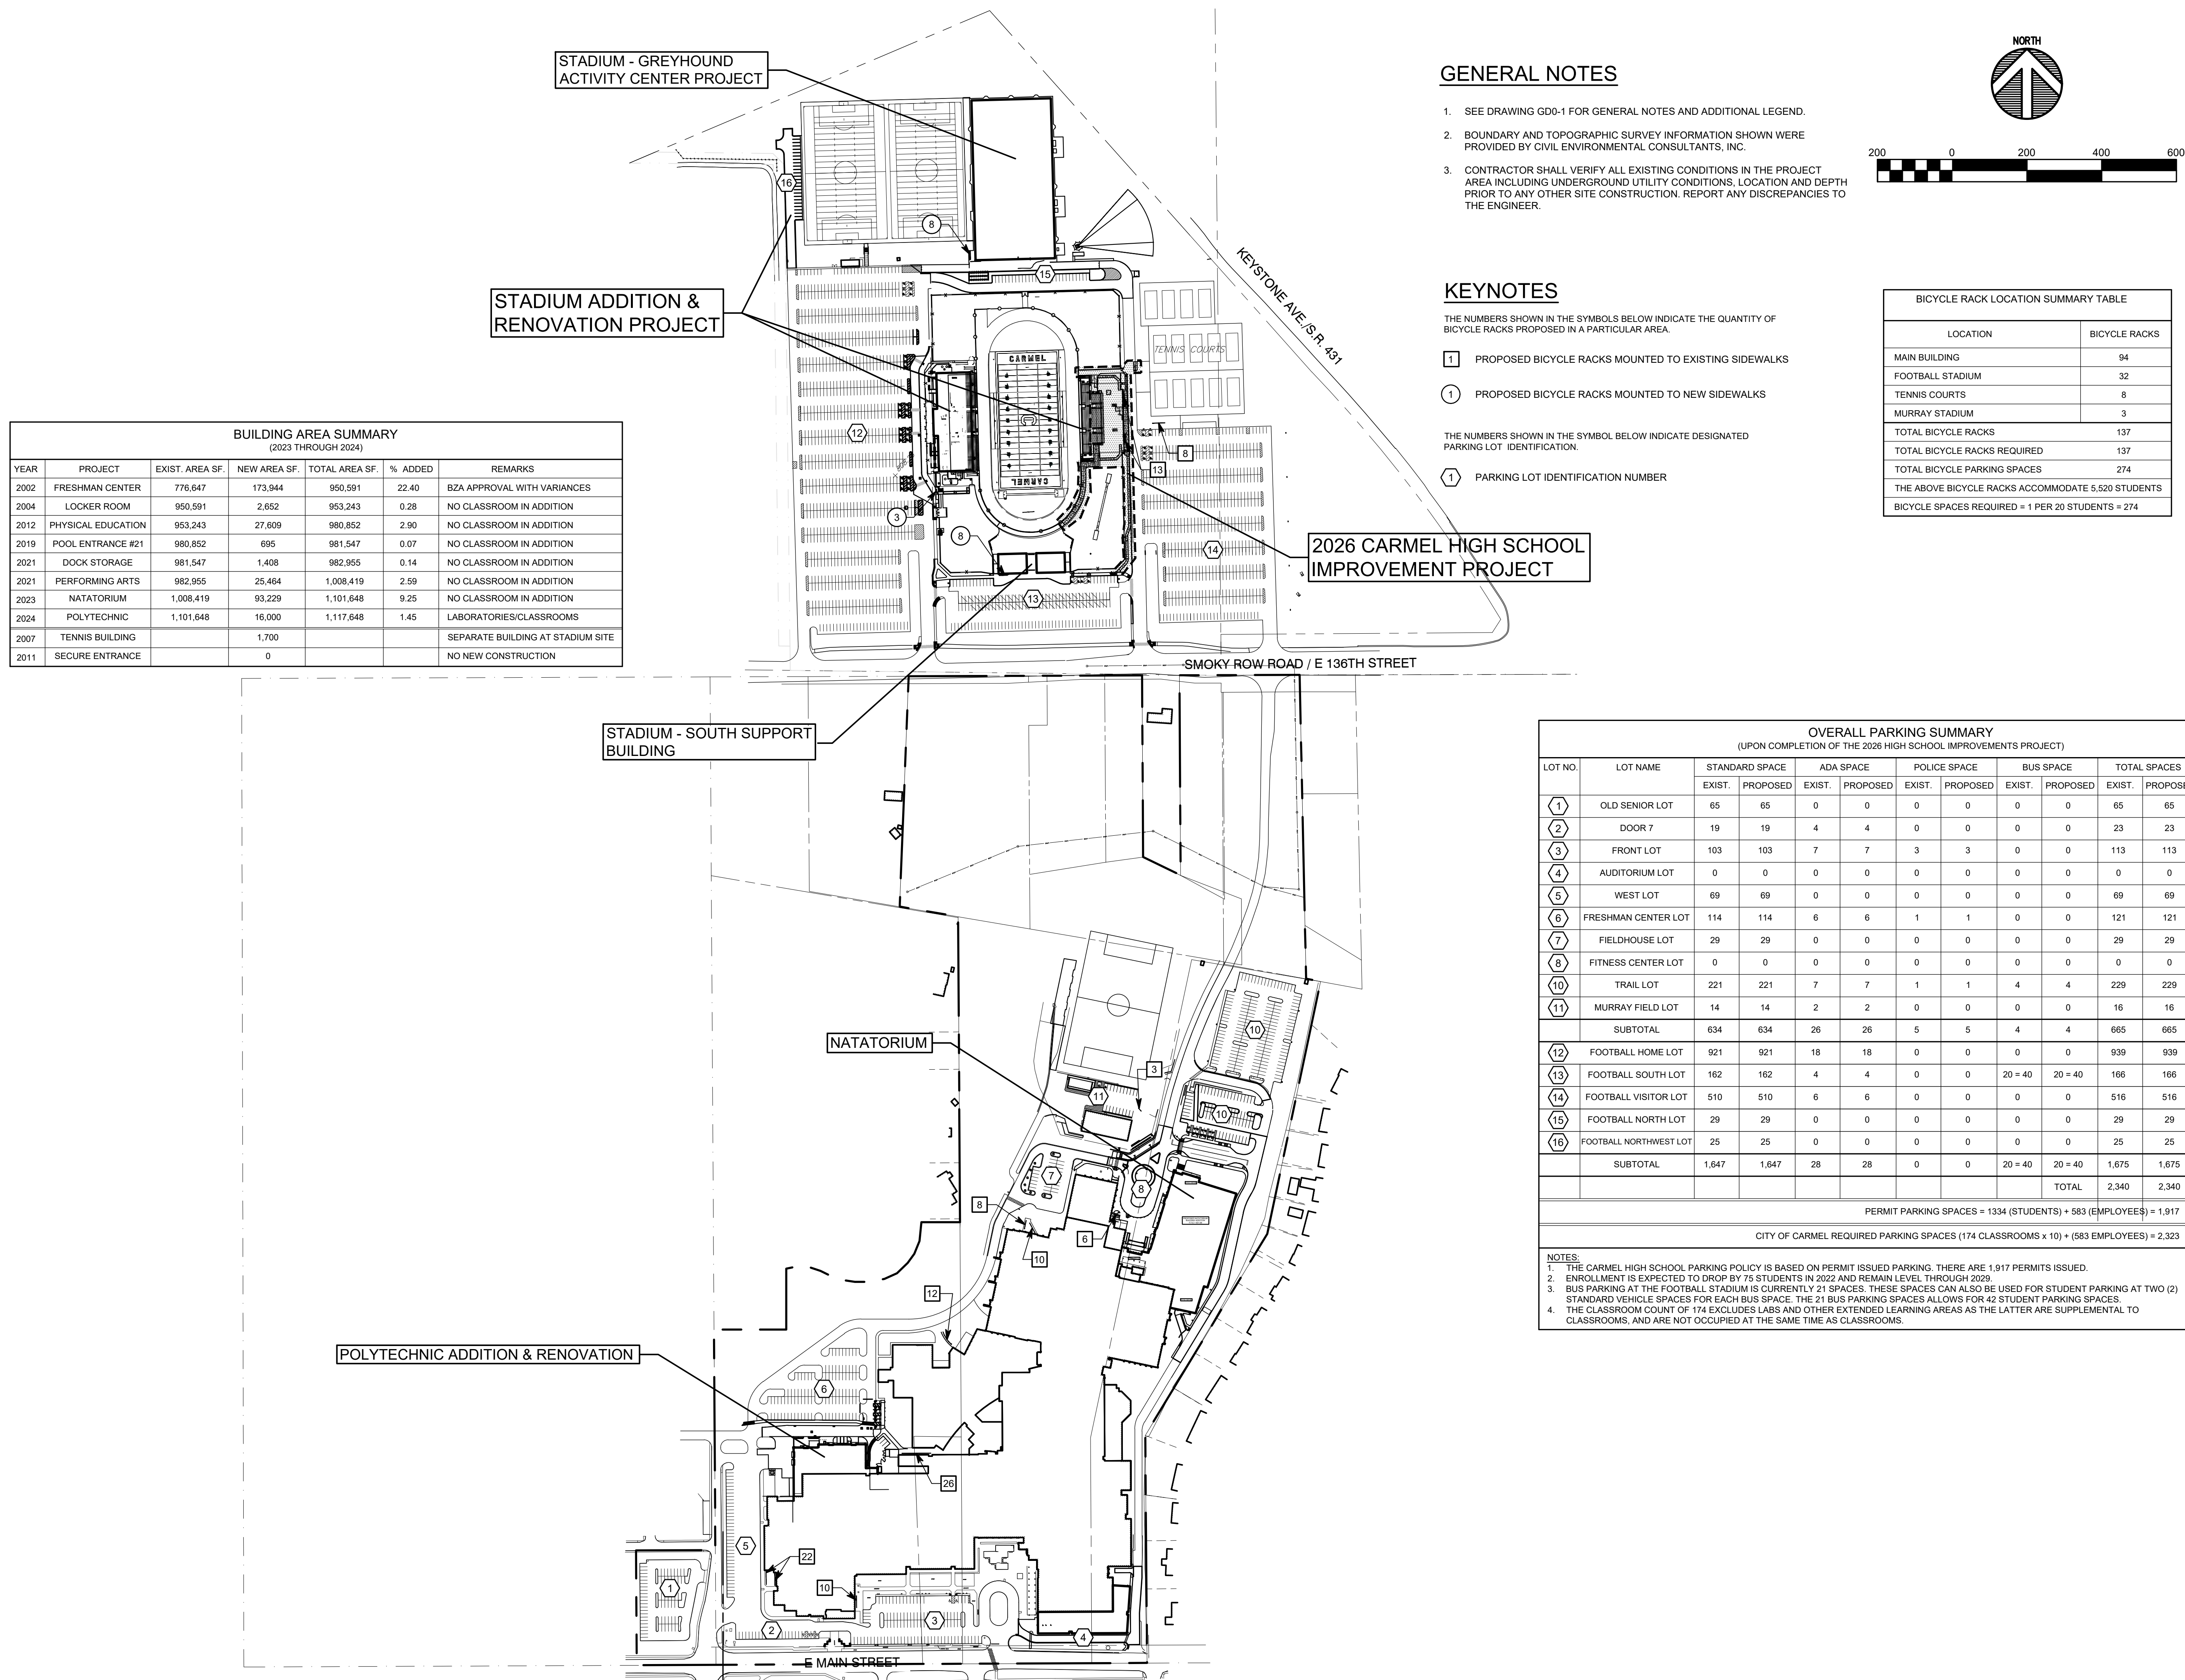 STADIUM - GREYHOUND
ACTIVITY CENTER PROJECT
STADIUM ADDITION &
RENOVATION PROJECT
GENERAL NOTES
1. SEE DRAWING GD0-1 FOR GENERAL NOTES AND ADDITIONAL LEGEND.
2. BOUNDARY AND TOPOGRAPHIC SURVEY INFORMATION SHOWN WERE
PROVIDED BY CIVIL ENVIRONMENTAL CONSULTANTS, INC.
3. CONTRACTOR SHALL VERIFY ALL EXISTING CONDITIONS IN THE PROJECT
AREA INCLUDING UNDERGROUND UTILITY CONDITIONS, LOCATION AND DEPTH
PRIOR TO ANY OTHER SITE CONSTRUCTION. REPORT ANY DISCREPANCIES TO
THE ENGINEER.
NORTH
200 0 200 400 600
KEYNOTES
THE NUMBERS SHOWN IN THE SYMBOLS BELOW INDICATE THE QUANTITY OF
BICYCLE RACKS PROPOSED IN A PARTICULAR AREA.
1 PROPOSED BICYCLE RACKS MOUNTED TO EXISTING SIDEWALKS
1 PROPOSED BICYCLE RACKS MOUNTED TO NEW SIDEWALKS
THE NUMBERS SHOWN IN THE SYMBOL BELOW INDICATE DESIGNATED
PARKING LOT IDENTIFICATION.
1 PARKING LOT IDENTIFICATION NUMBER
BICYCLE RACK LOCATION SUMMARY TABLE
LOCATION BICYCLE RACKS
MAIN BUILDING 94
FOOTBALL STADIUM 32
TENNIS COURTS 8
MURRAY STADIUM 3
TOTAL BICYCLE RACKS 137
TOTAL BICYCLE RACKS REQUIRED 137
TOTAL BICYCLE PARKING SPACES 274
THE ABOVE BICYCLE RACKS ACCOMMODATE 5,520 STUDENTS
BICYCLE SPACES REQUIRED = 1 PER 20 STUDENTS = 274
BUILDING AREA SUMMARY
(2023 THROUGH 2024)
YEAR PROJECT EXIST. AREA SF. NEW AREA SF. TOTAL AREA SF. % ADDED REMARKS
2002 FRESHMAN CENTER 776,647 173,944 950,591 22.40 BZA APPROVAL WITH VARIANCES
2004 LOCKER ROOM 950,591 2,652 953,243 0.28 NO CLASSROOM IN ADDITION
2012 PHYSICAL EDUCATION 953,243 27,609 980,852 2.90 NO CLASSROOM IN ADDITION
2019 POOL ENTRANCE #21 980,852 695 981,547 0.07 NO CLASSROOM IN ADDITION
2021 DOCK STORAGE 981,547 1,408 982,955 0.14 NO CLASSROOM IN ADDITION
2021 PERFORMING ARTS 982,955 25,464 1,008,419 2.59 NO CLASSROOM IN ADDITION
2023 NATATORIUM 1,008,419 93,229 1,101,648 9.25 NO CLASSROOM IN ADDITION
2024 POLYTECHNIC 1,101,648 16,000 1,117,648 1.45 LABORATORIES/CLASSROOMS
2007 TENNIS BUILDING 1,700 SEPARATE BUILDING AT STADIUM SITE
2011 SECURE ENTRANCE 0 NO NEW CONSTRUCTION
16
8
15
KEYSTONE AVE./S.R. 431
TENNIS COURTS
CARMEL
C
CARMEL
12
8
13
3
8
14
13
2026 CARMEL HIGH SCHOOL
IMPROVEMENT PROJECT
SMOKY ROW ROAD / E 136TH STREET
STADIUM - SOUTH SUPPORT
BUILDING
OVERALL PARKING SUMMARY
(UPON COMPLETION OF THE 2026 HIGH SCHOOL IMPROVEMENTS PROJECT)
LOT NO. LOT NAME STANDARD SPACE ADA SPACE POLICE SPACE BUS SPACE TOTAL SPACES
EXIST. PROPOSED EXIST. PROPOSED EXIST. PROPOSED EXIST. PROPOSED EXIST. PROPOSE
1 OLD SENIOR LOT 65 65 0 0 0 0 0 0 65 65
2 DOOR 7 19 19 4 4 0 0 0 0 23 23
3 FRONT LOT 103 103 7 7 3 3 0 0 113 113
4 AUDITORIUM LOT 0 0 0 0 0 0 0 0 0 0
5 WEST LOT 69 69 0 0 0 0 0 0 69 69
6 FRESHMAN CENTER LOT 114 114 6 6 1 1 0 0 121 121
7 FIELDHOUSE LOT 29 29 0 0 0 0 0 0 29 29
8 FITNESS CENTER LOT 0 0 0 0 0 0 0 0 0 0
10 TRAIL LOT 221 221 7 7 1 1 4 4 229 229
11 MURRAY FIELD LOT 14 14 2 2 0 0 0 0 16 16
SUBTOTAL 634 634 26 26 5 5 4 4 665 665
12 FOOTBALL HOME LOT 921 921 18 18 0 0 0 0 939 939
13 FOOTBALL SOUTH LOT 162 162 4 4 0 0 20 = 40 20 = 40 166 166
14 FOOTBALL VISITOR LOT 510 510 6 6 0 0 0 0 516 516
15 FOOTBALL NORTH LOT 29 29 0 0 0 0 0 0 29 29
16 FOOTBALL NORTHWEST LOT 25 25 0 0 0 0 0 0 25 25
SUBTOTAL 1,647 1,647 28 28 0 0 20 = 40 20 = 40 1,675 1,675
TOTAL 2,340 2,340
PERMIT PARKING SPACES = 1334 (STUDENTS) + 583 (EMPLOYEES) = 1,917
CITY OF CARMEL REQUIRED PARKING SPACES (174 CLASSROOMS x 10) + (583 EMPLOYEES) = 2,323
NOTES:
1. THE CARMEL HIGH SCHOOL PARKING POLICY IS BASED ON PERMIT ISSUED PARKING. THERE ARE 1,917 PERMITS ISSUED.
2. ENROLLMENT IS EXPECTED TO DROP BY 75 STUDENTS IN 2022 AND REMAIN LEVEL THROUGH 2029.
3. BUS PARKING AT THE FOOTBALL STADIUM IS CURRENTLY 21 SPACES. THESE SPACES CAN ALSO BE USED FOR STUDENT PARKING AT TWO (2)
STANDARD VEHICLE SPACES FOR EACH BUS SPACE. THE 21 BUS PARKING SPACES ALLOWS FOR 42 STUDENT PARKING SPACES.
4. THE CLASSROOM COUNT OF 174 EXCLUDES LABS AND OTHER EXTENDED LEARNING AREAS AS THE LATTER ARE SUPPLEMENTAL TO
CLASSROOMS, AND ARE NOT OCCUPIED AT THE SAME TIME AS CLASSROOMS.
NATATORIUM
10
3
11
10
7
8
8
6
10
12
POLYTECHNIC ADDITION & RENOVATION
6
26
5
22
1
10
3
2
4
E MAIN STREET